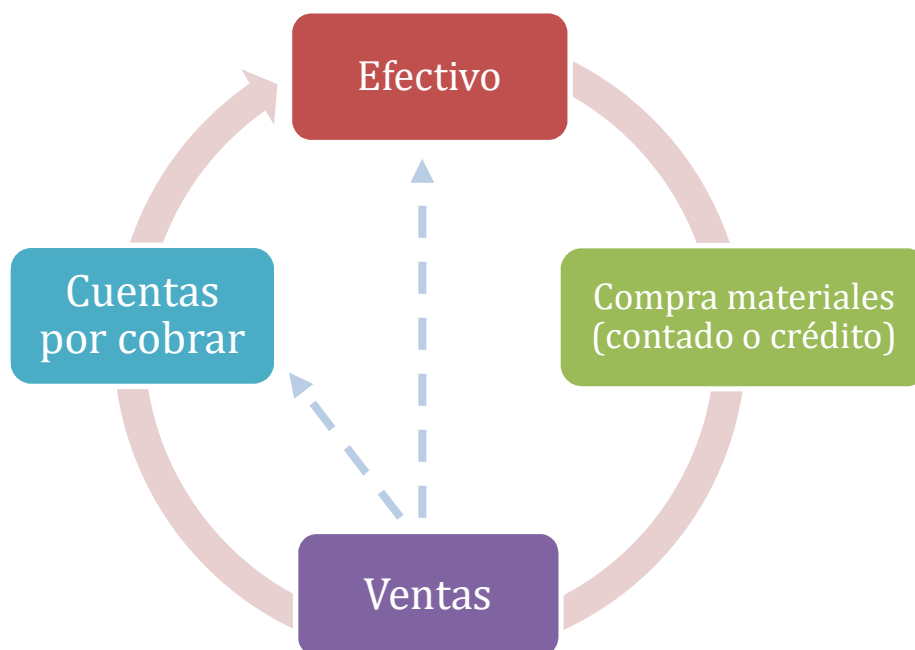 Efectivo
Cuentas
por cobrar
Compra materiales
(contado o crédito)
Ventas